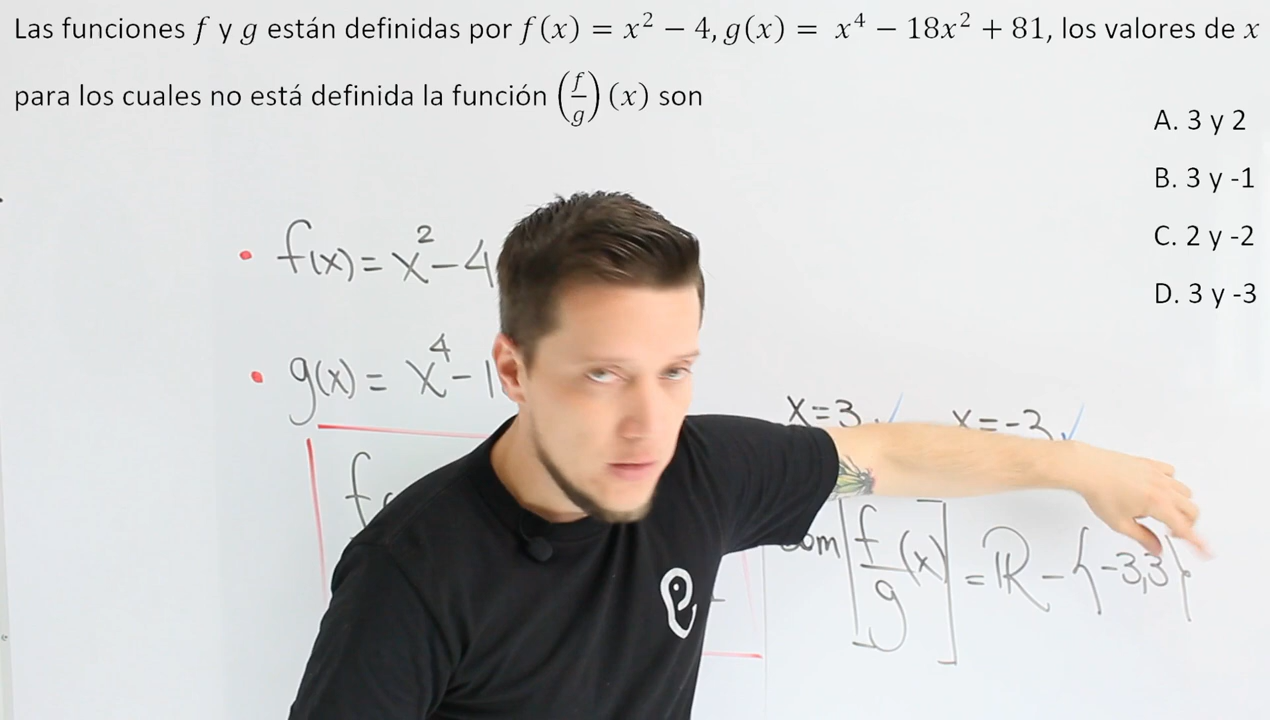 Las funciones f y g están definidas por f(x) = x² − 4, g(x) = x⁴ − 18x² + 81, los valores de x
para los cuales no está definida la función (f/g)(x) son
A. 3 y 2
B. 3 y -1
C. 2 y -2
D. 3 y -3
• f(x) = x² − 4
• g(x) = x⁴ − 1
x = 3 ✓ x = -3 ✓
f
[f/g (x)] = ℝ − {-3,3}